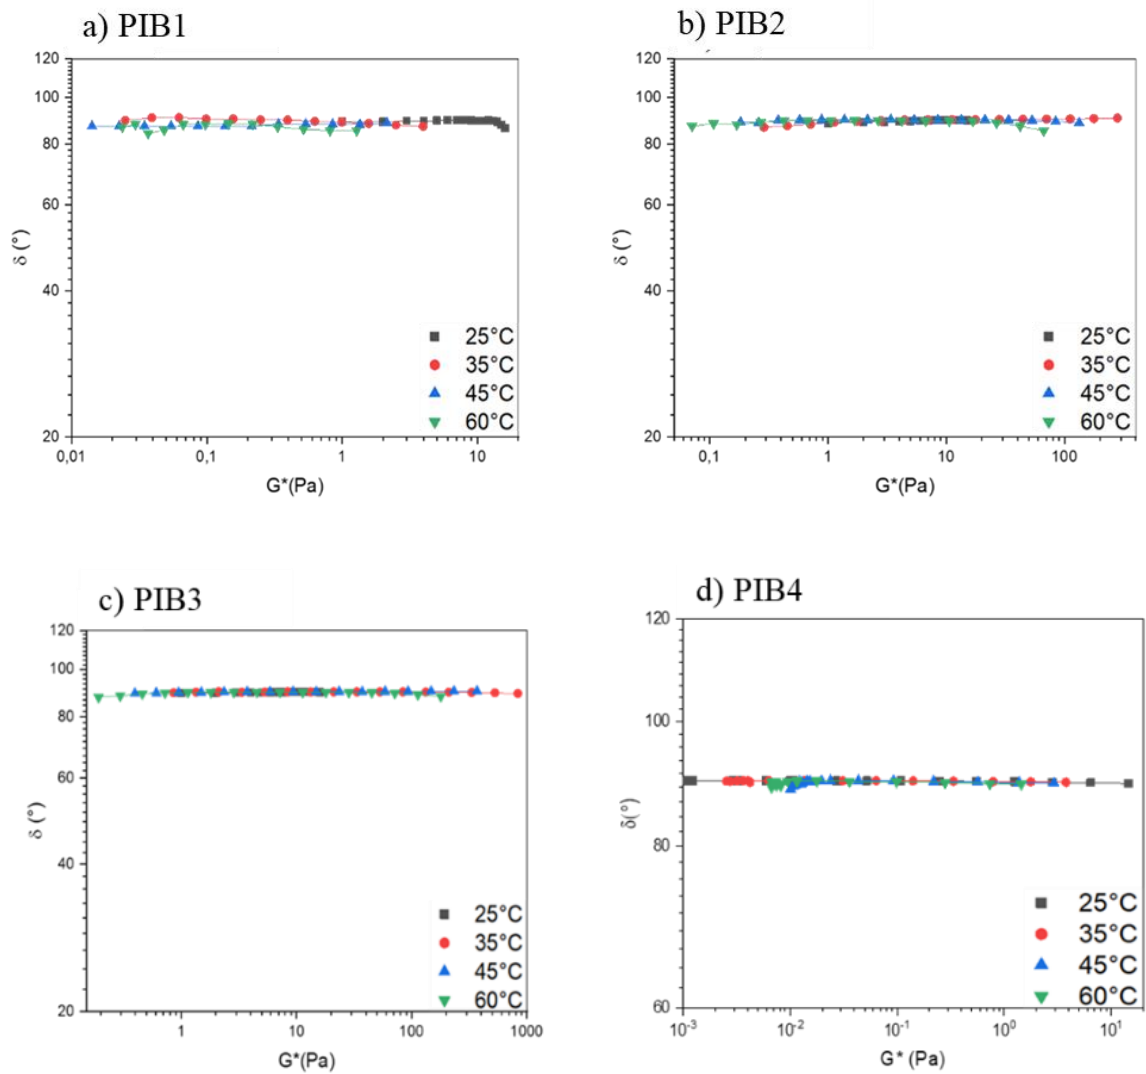 a) PIB1
b) PIB2
120
100
80
60
40
20
δ (°)
0,01
0,1
1
10
G*(Pa)
25°C
35°C
45°C
60°C
120
100
80
60
40
20
δ (°)
0,1
1
10
100
G*(Pa)
25°C
35°C
45°C
60°C
c) PIB3
d) PIB4
120
100
80
60
40
20
δ (°)
1
10
100
1000
G*(Pa)
25°C
35°C
45°C
60°C
120
100
80
60
δ(°)
10⁻³
10⁻²
10⁻¹
10⁰
10¹
G* (Pa)
25°C
35°C
45°C
60°C